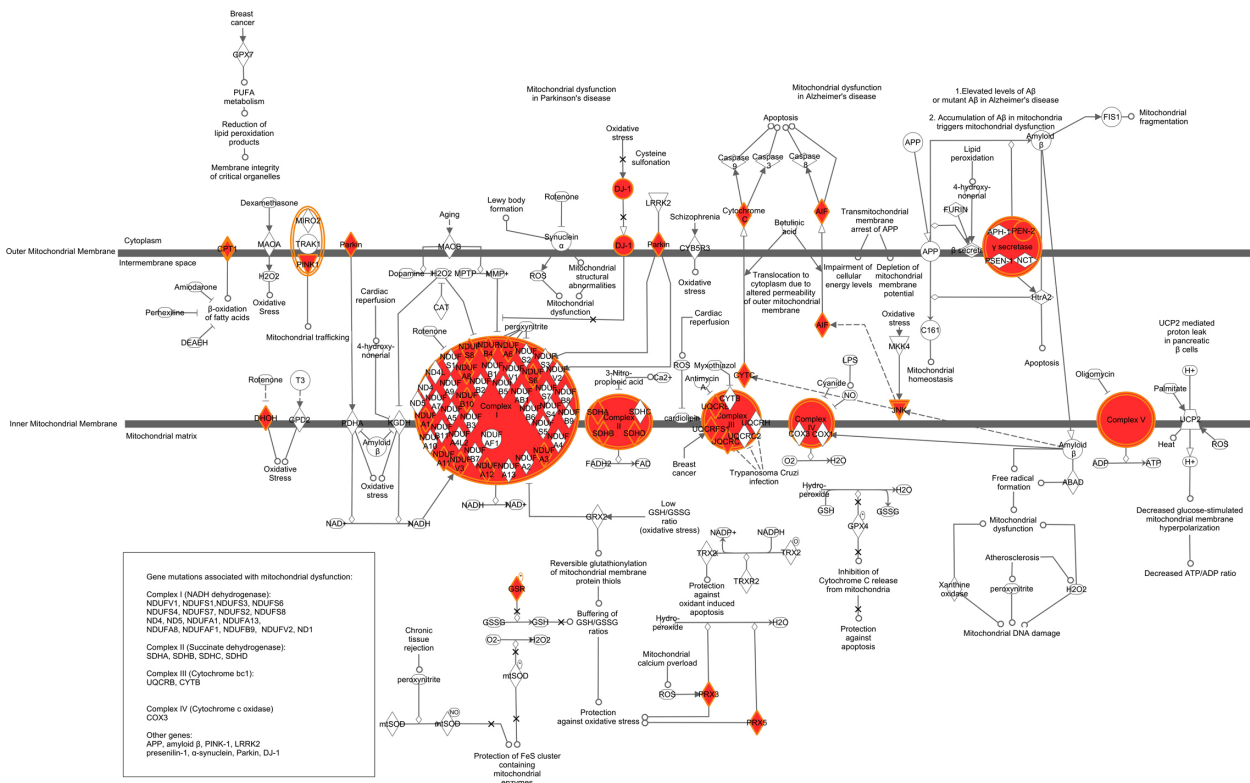 Breast
cancer
GPX7
PUFA
metabolism
Reduction of
lipid peroxidation
products
Membrane integrity
of critical organelles
Mitochondrial dysfunction
in Parkinson's disease
Oxidative
stress
Cysteine
sulfonation
DJ-1
Mitochondrial dysfunction
in Alzheimer's disease
Apoptosis
Caspase
9
Caspase
3
Caspase
8
Cytochrome
C
AIF
1.Elevated levels of Aβ
or mutant Aβ in Alzheimer's disease
2. Accumulation of Aβ in mitochondria
triggers mitochondrial dysfunction
Amyloid
β
FIS1
Mitochondrial
fragmentation
APP
Lipid
peroxidation
4-hydroxy-
nonenal
FURIN
Dexamethasone
MIRO2
TRAK1
PINK1
Aging
Lewy body
formation
Rotenone
LRRK2
Schizophrenia
Betulinic
acid
Transmitochondrial
membrane
arrest of APP
APH-1
PEN-2
γ secretase
PSEN-1
NCT
Cytoplasm
Outer Mitochondrial Membrane
Intermembrane space
CPT1
MAOA
Parkin
MAOB
Synuclein
α
DJ-1
Parkin
CYB5R3
APP
H2O2
Oxidative
Sress
Amiodarone
Perhexiline
DEACH
β-oxidation
of fatty acids
Mitochondrial trafficking
Cardiac
reperfusion
Dopamine
H2O2
MPTP
MMP+
CAT
ROS
Mitochondrial
structural
abnormalities
Mitochondrial
dysfunction
Oxidative
stress
Translocation to
cytoplasm due to
altered permeability
of outer mitochondrial
membrane
Impairment of
cellular
energy levels
Depletion of
mitochondrial
membrane
potential
HtrA2
AIF
Oxidative
stress
MKK4
C161
Mitochondrial
homeostasis
Apoptosis
UCP2 mediated
proton leak
in pancreatic
β cells
Cardiac
reperfusion
4-hydroxy-
nonenal
Rotenone
peroxynitrite
3-Nitro-
propionic acid
Ca2+
ROS
Myxothiazol
Antimycin
A
CYTC
LPS
Cyanide
NO
JNK
Oligomycin
Palmitate
H+
Rotenone
T3
DHOH
GPD2
Oxidative
Stress
PDHA
KGDH
Amyloid
β
Oxidative
stress
Complex
I
ND4L
ND4
ND5
NDUF
AF1
Complex
II
SDHA
SDHB
SDHC
SDHD
cardiolipin
CYTB
Complex
III
UQCRFS1
UQCRH
UQCRC2
Complex
IV
COX3
Complex V
UCP2
Inner Mitochondrial Membrane
Mitochondrial matrix
FADH2
FAD
Breast
cancer
Trypanosoma Cruzi
infection
O2
H2O
Amyloid
β
ABAD
ADP
ATP
Heat
ROS
H+
NADH
NAD+
NAD+
NADH
GRX2
Low
GSH/GSSG
ratio
(oxidative stress)
Hydro-
peroxide
H2O
GSH
GSSG
GPX4
Free radical
formation
Mitochondrial
dysfunction
Decreased glucose-stimulated
mitochondrial membrane
hyperpolarization
NADP+
NADPH
TRX2
TRX2
TRXR2
Reversible glutathionylation
of mitochondrial membrane
protein thiols
Protection
against
oxidant induced
apoptosis
Inhibition of
Cytochrome C release
from mitochondria
Atherosclerosis
Xanthine
oxidase
peroxynitrite
H2O2
Decreased ATP/ADP ratio
GSR
GSSG
GSH
Buffering of
GSH/GSSG
ratios
O2-
H2O2
Hydro-
peroxide
H2O
Protection
against
apoptosis
Mitochondrial DNA damage
Chronic
tissue
rejection
peroxynitrite
mtSOD
Mitochondrial
calcium overload
ROS
PRX3
mtSOD
mtSOD
NO
Protection
against oxidative stress
PRX5
Protection of FeS cluster
containing
mitochondrial
enzymes
Gene mutations associated with mitochondrial dysfunction:
Complex I (NADH dehydrogenase):
NDUFV1, NDUFS1,NDUFS3, NDUFS6
NDUFS4, NDUFS7, NDUFS2, NDUFS8
ND4, ND5, NDUFA1, NDUFA13,
NDUFA8, NDUFAF1, NDUFB9,  NDUFV2, ND1
Complex II (Succinate dehydrogenase):
SDHA, SDHB, SDHC, SDHD
Complex III (Cytochrome bc1):
UQCRB, CYTB
Complex IV (Cytochrome c oxidase)
COX3
Other genes:
APP, amyloid β, PINK-1, LRRK2
presenilin-1, α-synuclein, Parkin, DJ-1